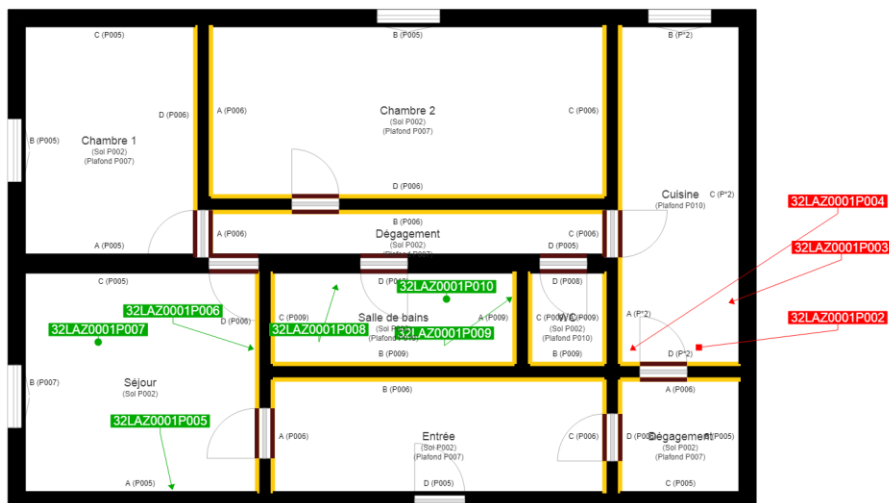 C (P005)
B (P005)
B (P*2)
D (P006)
A (P006)
Chambre 2
(Sol P002)
(Plafond P007)
C (P006)
B (P005)
Chambre 1
(Sol P002)
(Plafond P007)
D (P006)
Cuisine
(Plafond P010)
C (P*2)
32LAZ0001P004
A (P005)
A (P006)
B (P006)
Dégagement
(Sol P002)
(Plafond P007)
C (P006)
D (P005)
32LAZ0001P003
C (P005)
D (P008)
32LAZ0001P010
32LAZ0001P006
D (P006)
C (P009)
Salle de bains
A (P009)
WC
(Sol P002)
(Plafond P010)
A (P*2)
32LAZ0001P002
32LAZ0001P007
32LAZ0001P008
32LAZ0001P009
B (P009)
B (P009)
D (P*2)
B (P007)
Séjour
(Sol P002)
B (P006)
A (P006)
32LAZ0001P005
A (P006)
Entrée
(Sol P002)
(Plafond P007)
C (P006)
Dégagement
(Sol P002)
(Plafond P007)
A (P005)
D (P005)
C (P005)